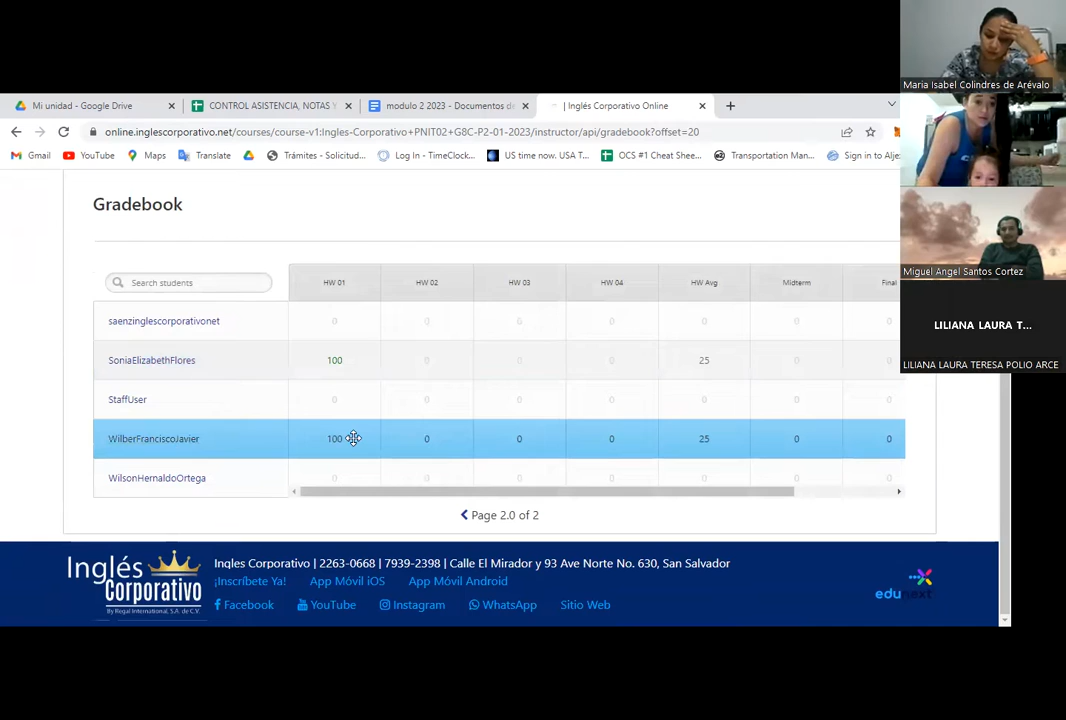 Mi unidad - Google Drive
CONTROL ASISTENCIA, NOTAS Y
modulo 2 2023 - Documentos de
| Inglés Corporativo Online
online.inglescorporativo.net/courses/course-v1:Ingles-Corporativo+PNIT02+G8C-P2-01-2023/instructor/api/gradebook?offset=20
Gmail YouTube Maps Translate Trámites - Solicitud... Log In - TimeClock... US time now. USA T... OCS #1 Cheat Shee... Transportation Man... Sign in to Alje
Gradebook
Search students HW 01 HW 02 HW 03 HW 04 HW Avg Midterm Final
saenzinglescorporativonet 0 0 0 0 0 0 0
SoniaElizabethFlores 100 0 0 0 25 0 0
StaffUser 0 0 0 0 0 0 0
WilberFranciscoJavier 100 0 0 0 25 0 0
WilsonHernaldoOrtega 0 0 0 0 0 0 0
Page 2.0 of 2
Inglés
Corporativo
By Regal International, S.A. de C.V.
Ingles Corporativo | 2263-0668 | 7939-2398 | Calle El Mirador y 93 Ave Norte No. 630, San Salvador
¡Inscríbete Ya! App Móvil iOS App Móvil Android
Facebook YouTube Instagram WhatsApp Sitio Web
edunext
Maria Isabel Colindres de Arévalo
Miguel Angel Santos Cortez
LILIANA LAURA T...
LILIANA LAURA TERESA POLIO ARCE